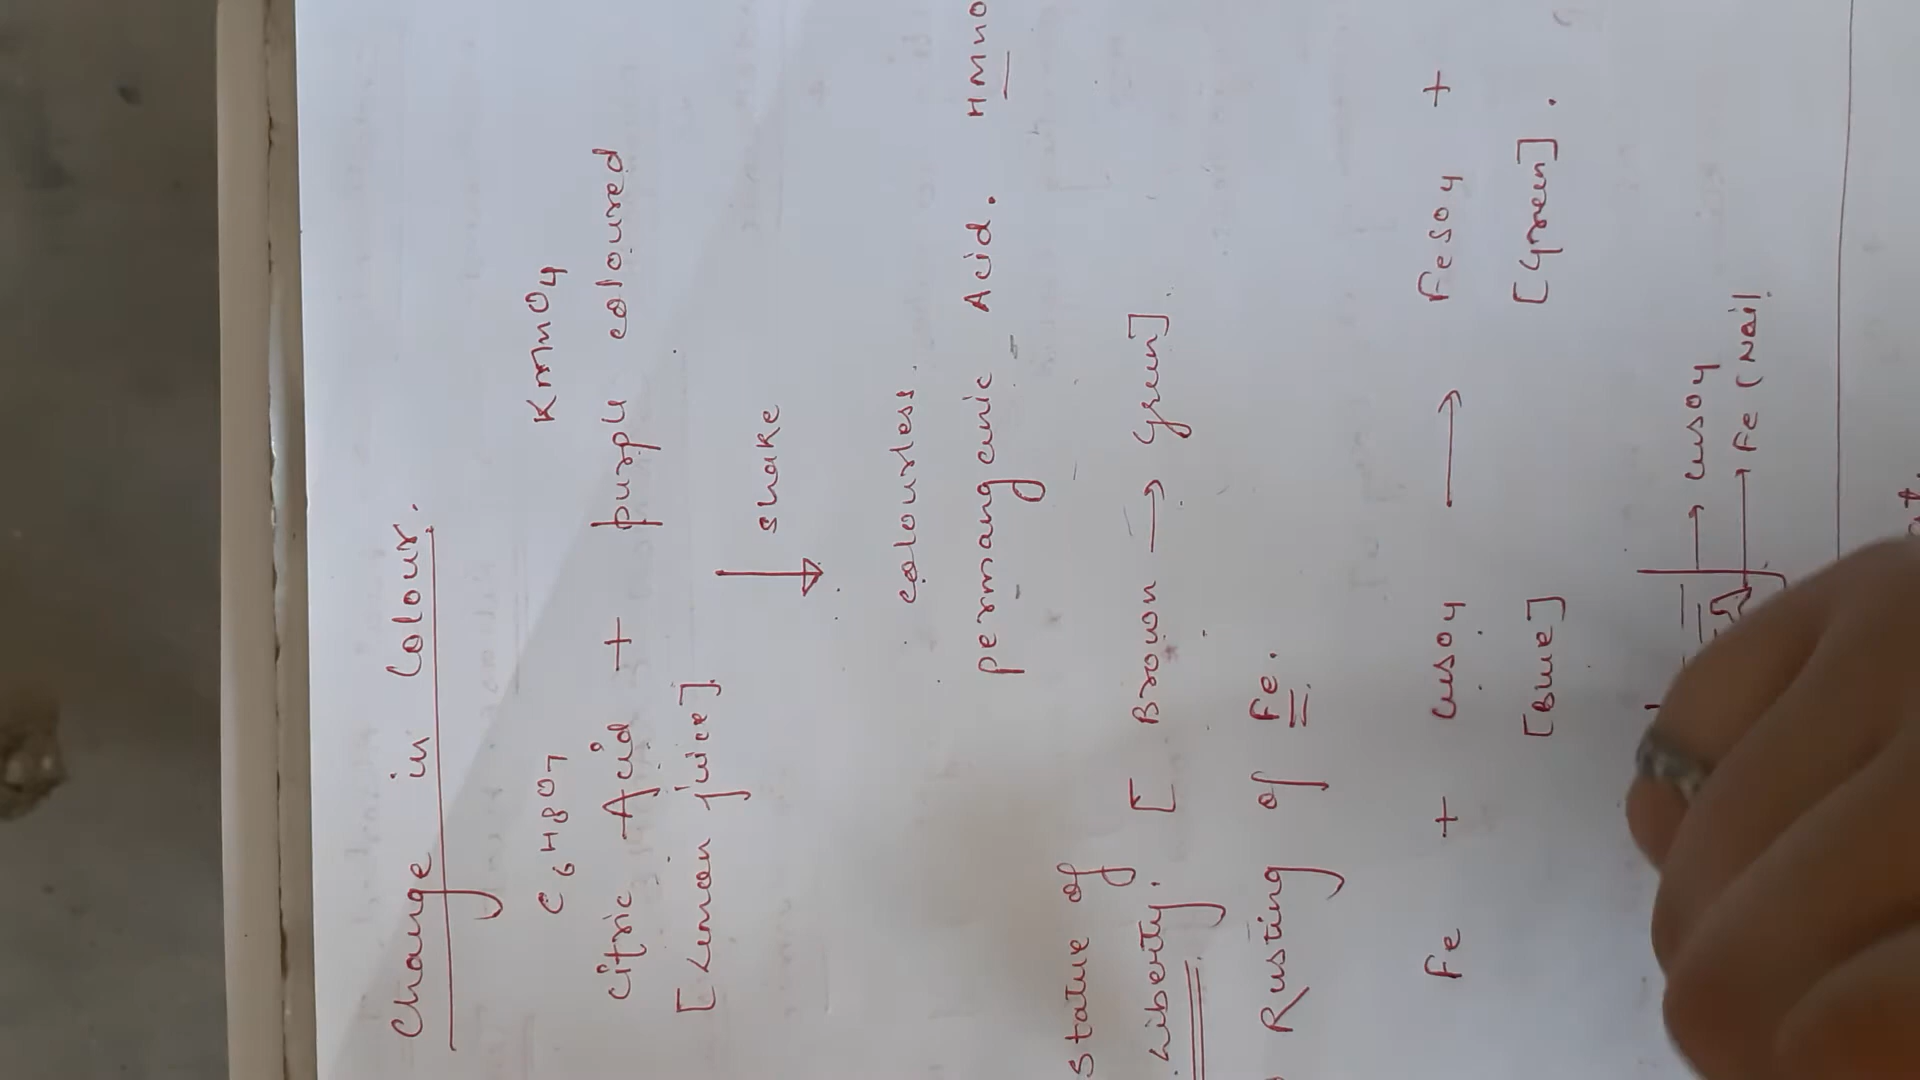 Change in Colour.
C6H8O7 KMnO4
Citric Acid + purple coloured
[Lemon juice]
shake
colourless.
permanganic Acid. HMnO
Statue of
Liberty. [Brown → Green]
Rusting of Fe.
Fe + CuSO4 → FeSO4 +
[Blue] [Green].
→ CuSO4
→ Fe (Nail